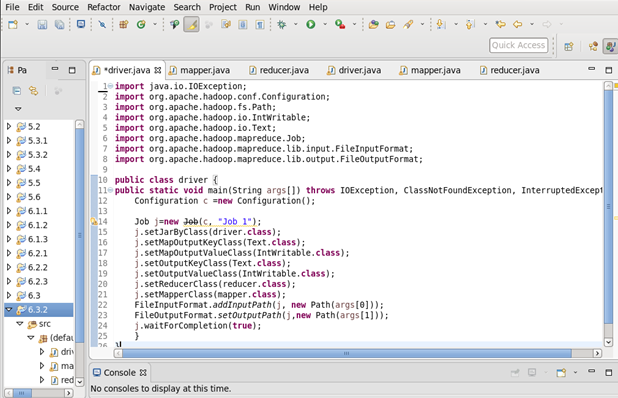 File Edit Source Refactor Navigate Search Project Run Window Help
Quick Access
Pa
*driver.java mapper.java reducer.java driver.java mapper.java reducer.java
5.2
5.3.1
5.3.2
5.4
5.5
5.6
6.1.1
6.1.2
6.1.3
6.2.1
6.2.2
6.2.3
6.3
6.3.2
src
(defau
driv
ma
red
1 import java.io.IOException;
2 import org.apache.hadoop.conf.Configuration;
3 import org.apache.hadoop.fs.Path;
4 import org.apache.hadoop.io.IntWritable;
5 import org.apache.hadoop.io.Text;
6 import org.apache.hadoop.mapreduce.Job;
7 import org.apache.hadoop.mapreduce.lib.input.FileInputFormat;
8 import org.apache.hadoop.mapreduce.lib.output.FileOutputFormat;
9
10 public class driver {
11 public static void main(String args[]) throws IOException, ClassNotFoundException, InterruptedExcept
12 Configuration c =new Configuration();
13
14 Job j=new Job(c, "Job 1");
15 j.setJarByClass(driver.class);
16 j.setMapOutputKeyClass(Text.class);
17 j.setMapOutputValueClass(IntWritable.class);
18 j.setOutputKeyClass(Text.class);
19 j.setOutputValueClass(IntWritable.class);
20 j.setReducerClass(reducer.class);
21 j.setMapperClass(mapper.class);
22 FileInputFormat.addInputPath(j, new Path(args[0]));
23 FileOutputFormat.setOutputPath(j,new Path(args[1]));
24 j.waitForCompletion(true);
25 }
26 }
Console
No consoles to display at this time.